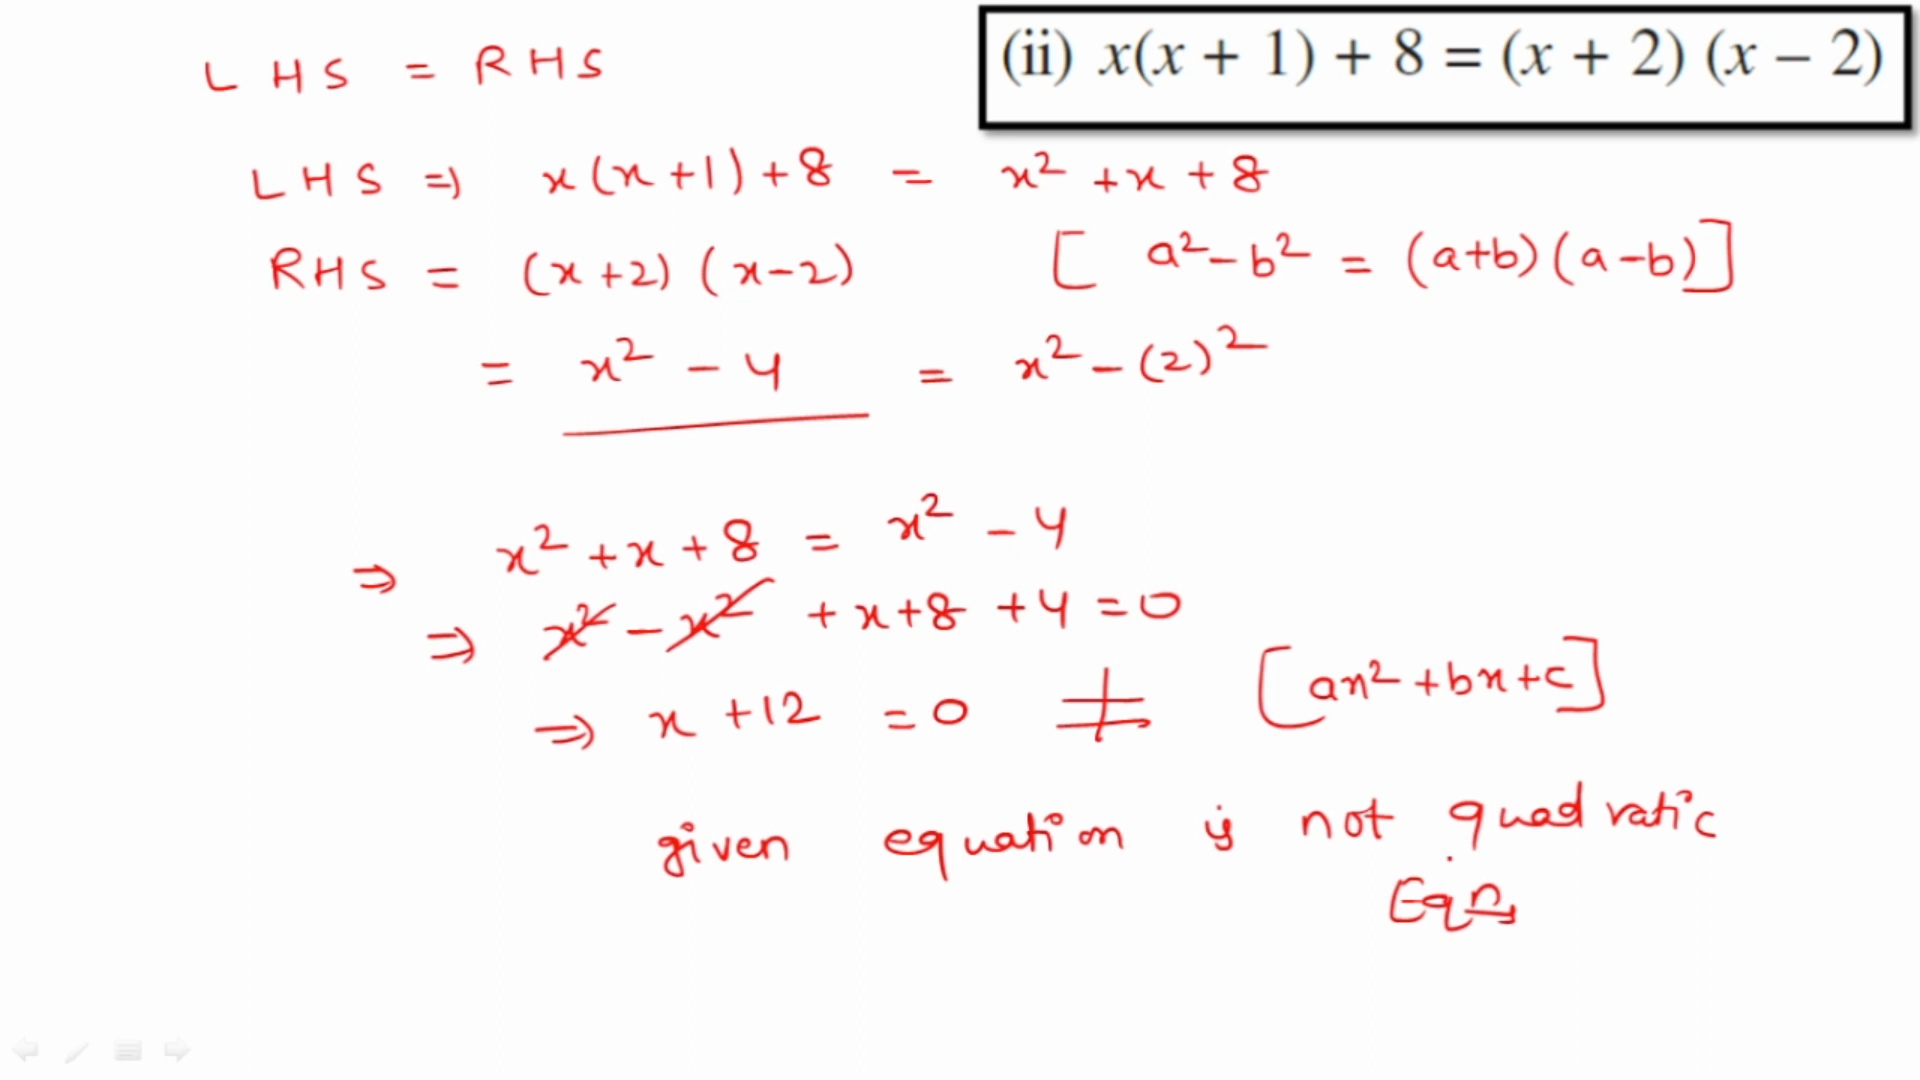 LHS = RHS
(ii) x(x + 1) + 8 = (x + 2) (x – 2)
LHS ⇒ x(x+1)+8 = x² +x +8
RHS = (x+2) (x-2) [a²-b² = (a+b)(a-b)]
= x² - 4 = x² - (2)²
⇒ x² +x +8 = x² - 4
⇒ x² - x² + x+8 +4 =0
⇒ x +12 =0 ≠ [ax² +bx+c]
given equation is not quadratic
Eqn